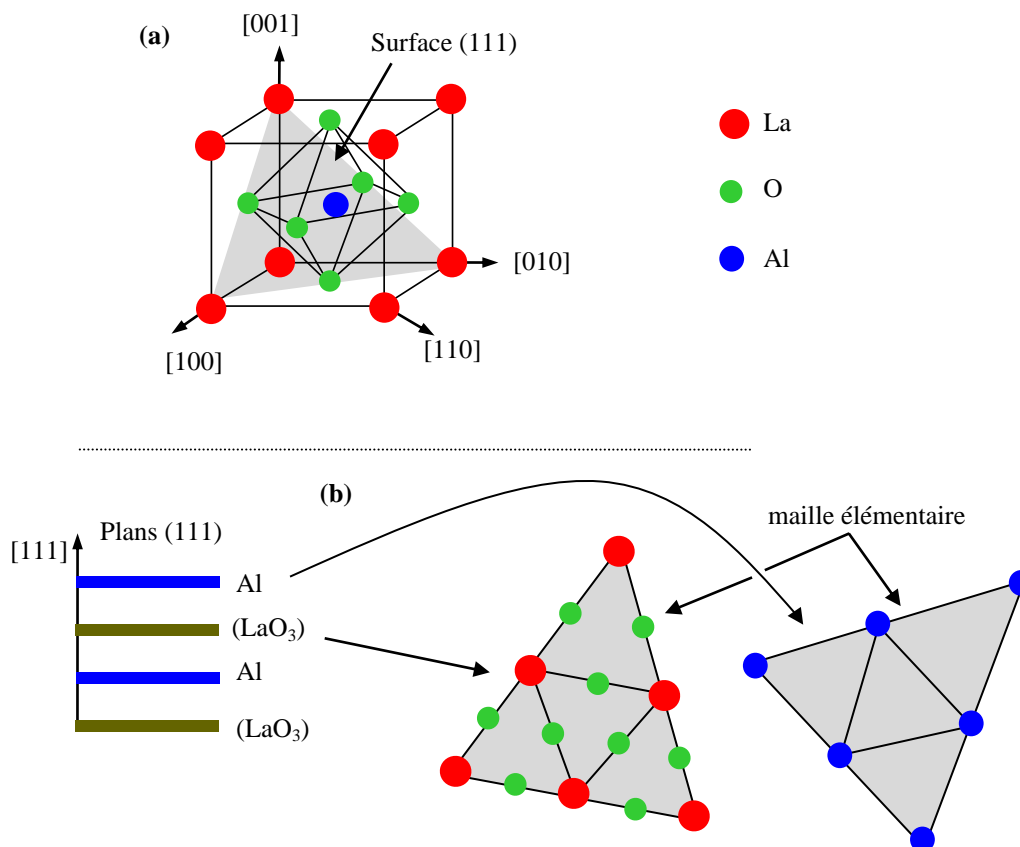 [001]
(a)
Surface (111)
La
O
Al
[010]
[110]
[100]
(b)
Plans (111)
[111]
maille élémentaire
Al
(LaO₃)
Al
(LaO₃)